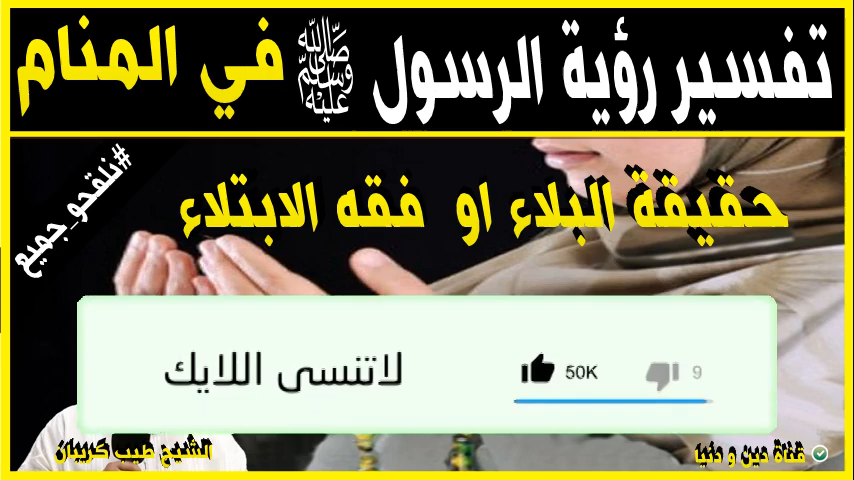 تفسير رؤية الرسول ﷺ في المنام
#نلقحو_جميع
حقيقة البلاء او فقه الابتلاء
لاتنسى اللايك
50K
9
الشيخ طيب كريبان
قناة دين و دنيا